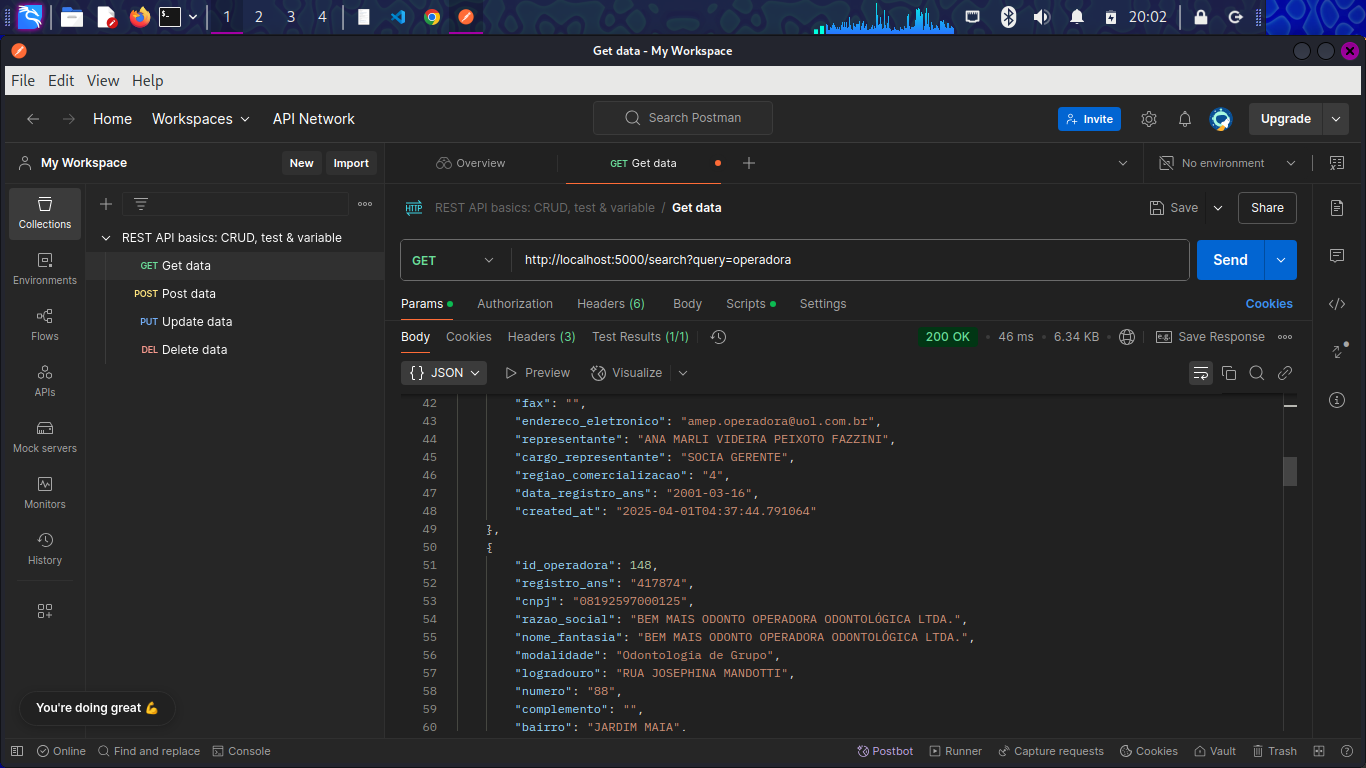 1 2 3 4 20:02
Get data - My Workspace
File Edit View Help
Home Workspaces API Network Search Postman Invite Upgrade
My Workspace New Import Overview GET Get data No environment
Collections
Environments
Flows
APIs
Mock servers
Monitors
History
REST API basics: CRUD, test & variable
GET Get data
POST Post data
PUT Update data
DEL Delete data
You're doing great 💪
HTTP REST API basics: CRUD, test & variable / Get data Save Share
GET http://localhost:5000/search?query=operadora Send
Params Authorization Headers (6) Body Scripts Settings Cookies
Body Cookies Headers (3) Test Results (1/1) 200 OK 46 ms 6.34 KB e.g. Save Response
{} JSON Preview Visualize
42 "fax": "",
43 "endereco_eletronico": "amep.operadora@uol.com.br",
44 "representante": "ANA MARLI VIDEIRA PEIXOTO FAZZINI",
45 "cargo_representante": "SOCIA GERENTE",
46 "regiao_comercializacao": "4",
47 "data_registro_ans": "2001-03-16",
48 "created_at": "2025-04-01T04:37:44.791064"
49 },
50 {
51 "id_operadora": 148,
52 "registro_ans": "417874",
53 "cnpj": "08192597000125",
54 "razao_social": "BEM MAIS ODONTO OPERADORA ODONTOLÓGICA LTDA.",
55 "nome_fantasia": "BEM MAIS ODONTO OPERADORA ODONTOLÓGICA LTDA.",
56 "modalidade": "Odontologia de Grupo",
57 "logradouro": "RUA JOSEPHINA MANDOTTI",
58 "numero": "88",
59 "complemento": "",
60 "bairro": "JARDIM MAIA",
Online Find and replace Console Postbot Runner Capture requests Cookies Vault Trash